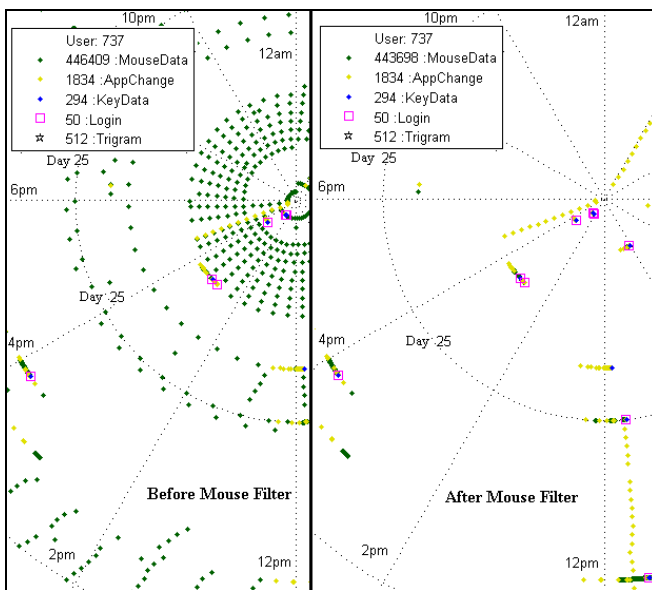 10pm
12am
User: 737
446409 :MouseData
1834 :AppChange
294 :KeyData
50 :Login
512 :Trigram
Day 25
6pm
Day 25
4pm
Before Mouse Filter
2pm
12pm
12am
User: 737
443698 :MouseData
1834 :AppChange
294 :KeyData
50 :Login
512 :Trigram
Day 25
6pm
Day 25
4pm
After Mouse Filter
2pm
12pm